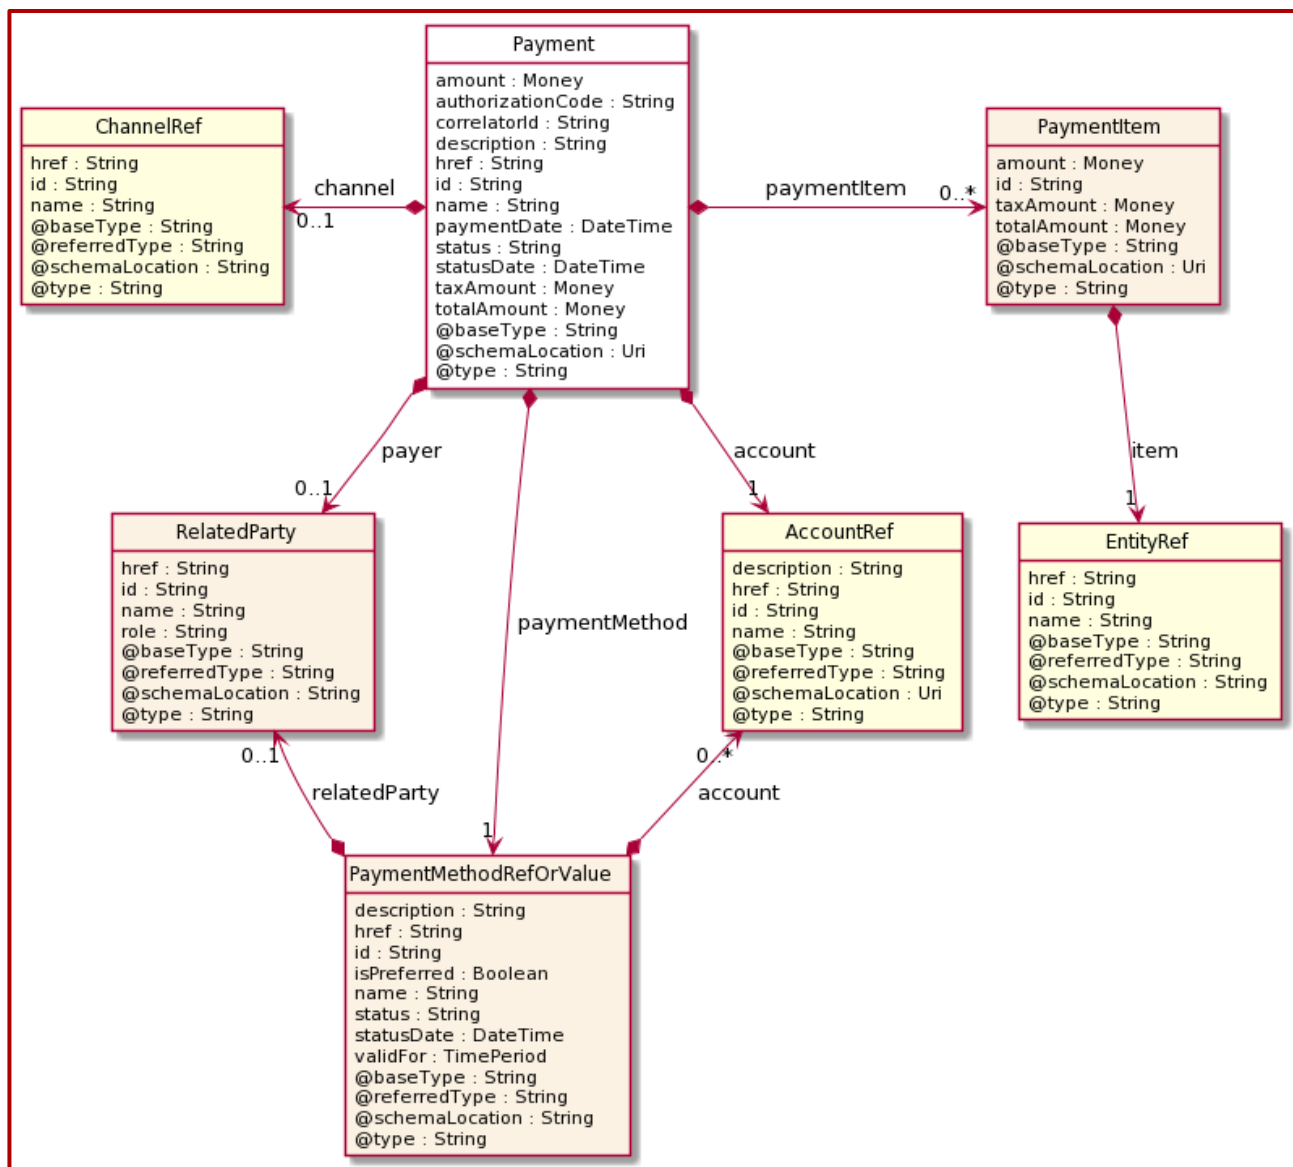 Payment
amount : Money
authorizationCode : String
correlatorId : String
description : String
href : String
id : String
name : String
paymentDate : DateTime
status : String
statusDate : DateTime
taxAmount : Money
totalAmount : Money
@baseType : String
@schemaLocation : Uri
@type : String
ChannelRef
href : String
id : String
name : String
@baseType : String
@referredType : String
@schemaLocation : String
@type : String
channel
0..1
paymentItem
0..*
PaymentItem
amount : Money
id : String
taxAmount : Money
totalAmount : Money
@baseType : String
@schemaLocation : Uri
@type : String
payer
0..1
paymentMethod
1
account
1
item
1
RelatedParty
href : String
id : String
name : String
role : String
@baseType : String
@referredType : String
@schemaLocation : String
@type : String
AccountRef
description : String
href : String
id : String
name : String
@baseType : String
@referredType : String
@schemaLocation : Uri
@type : String
EntityRef
href : String
id : String
name : String
@baseType : String
@referredType : String
@schemaLocation : String
@type : String
0..1
relatedParty
0..*
account
PaymentMethodRefOrValue
description : String
href : String
id : String
isPreferred : Boolean
name : String
status : String
statusDate : DateTime
validFor : TimePeriod
@baseType : String
@referredType : String
@schemaLocation : String
@type : String